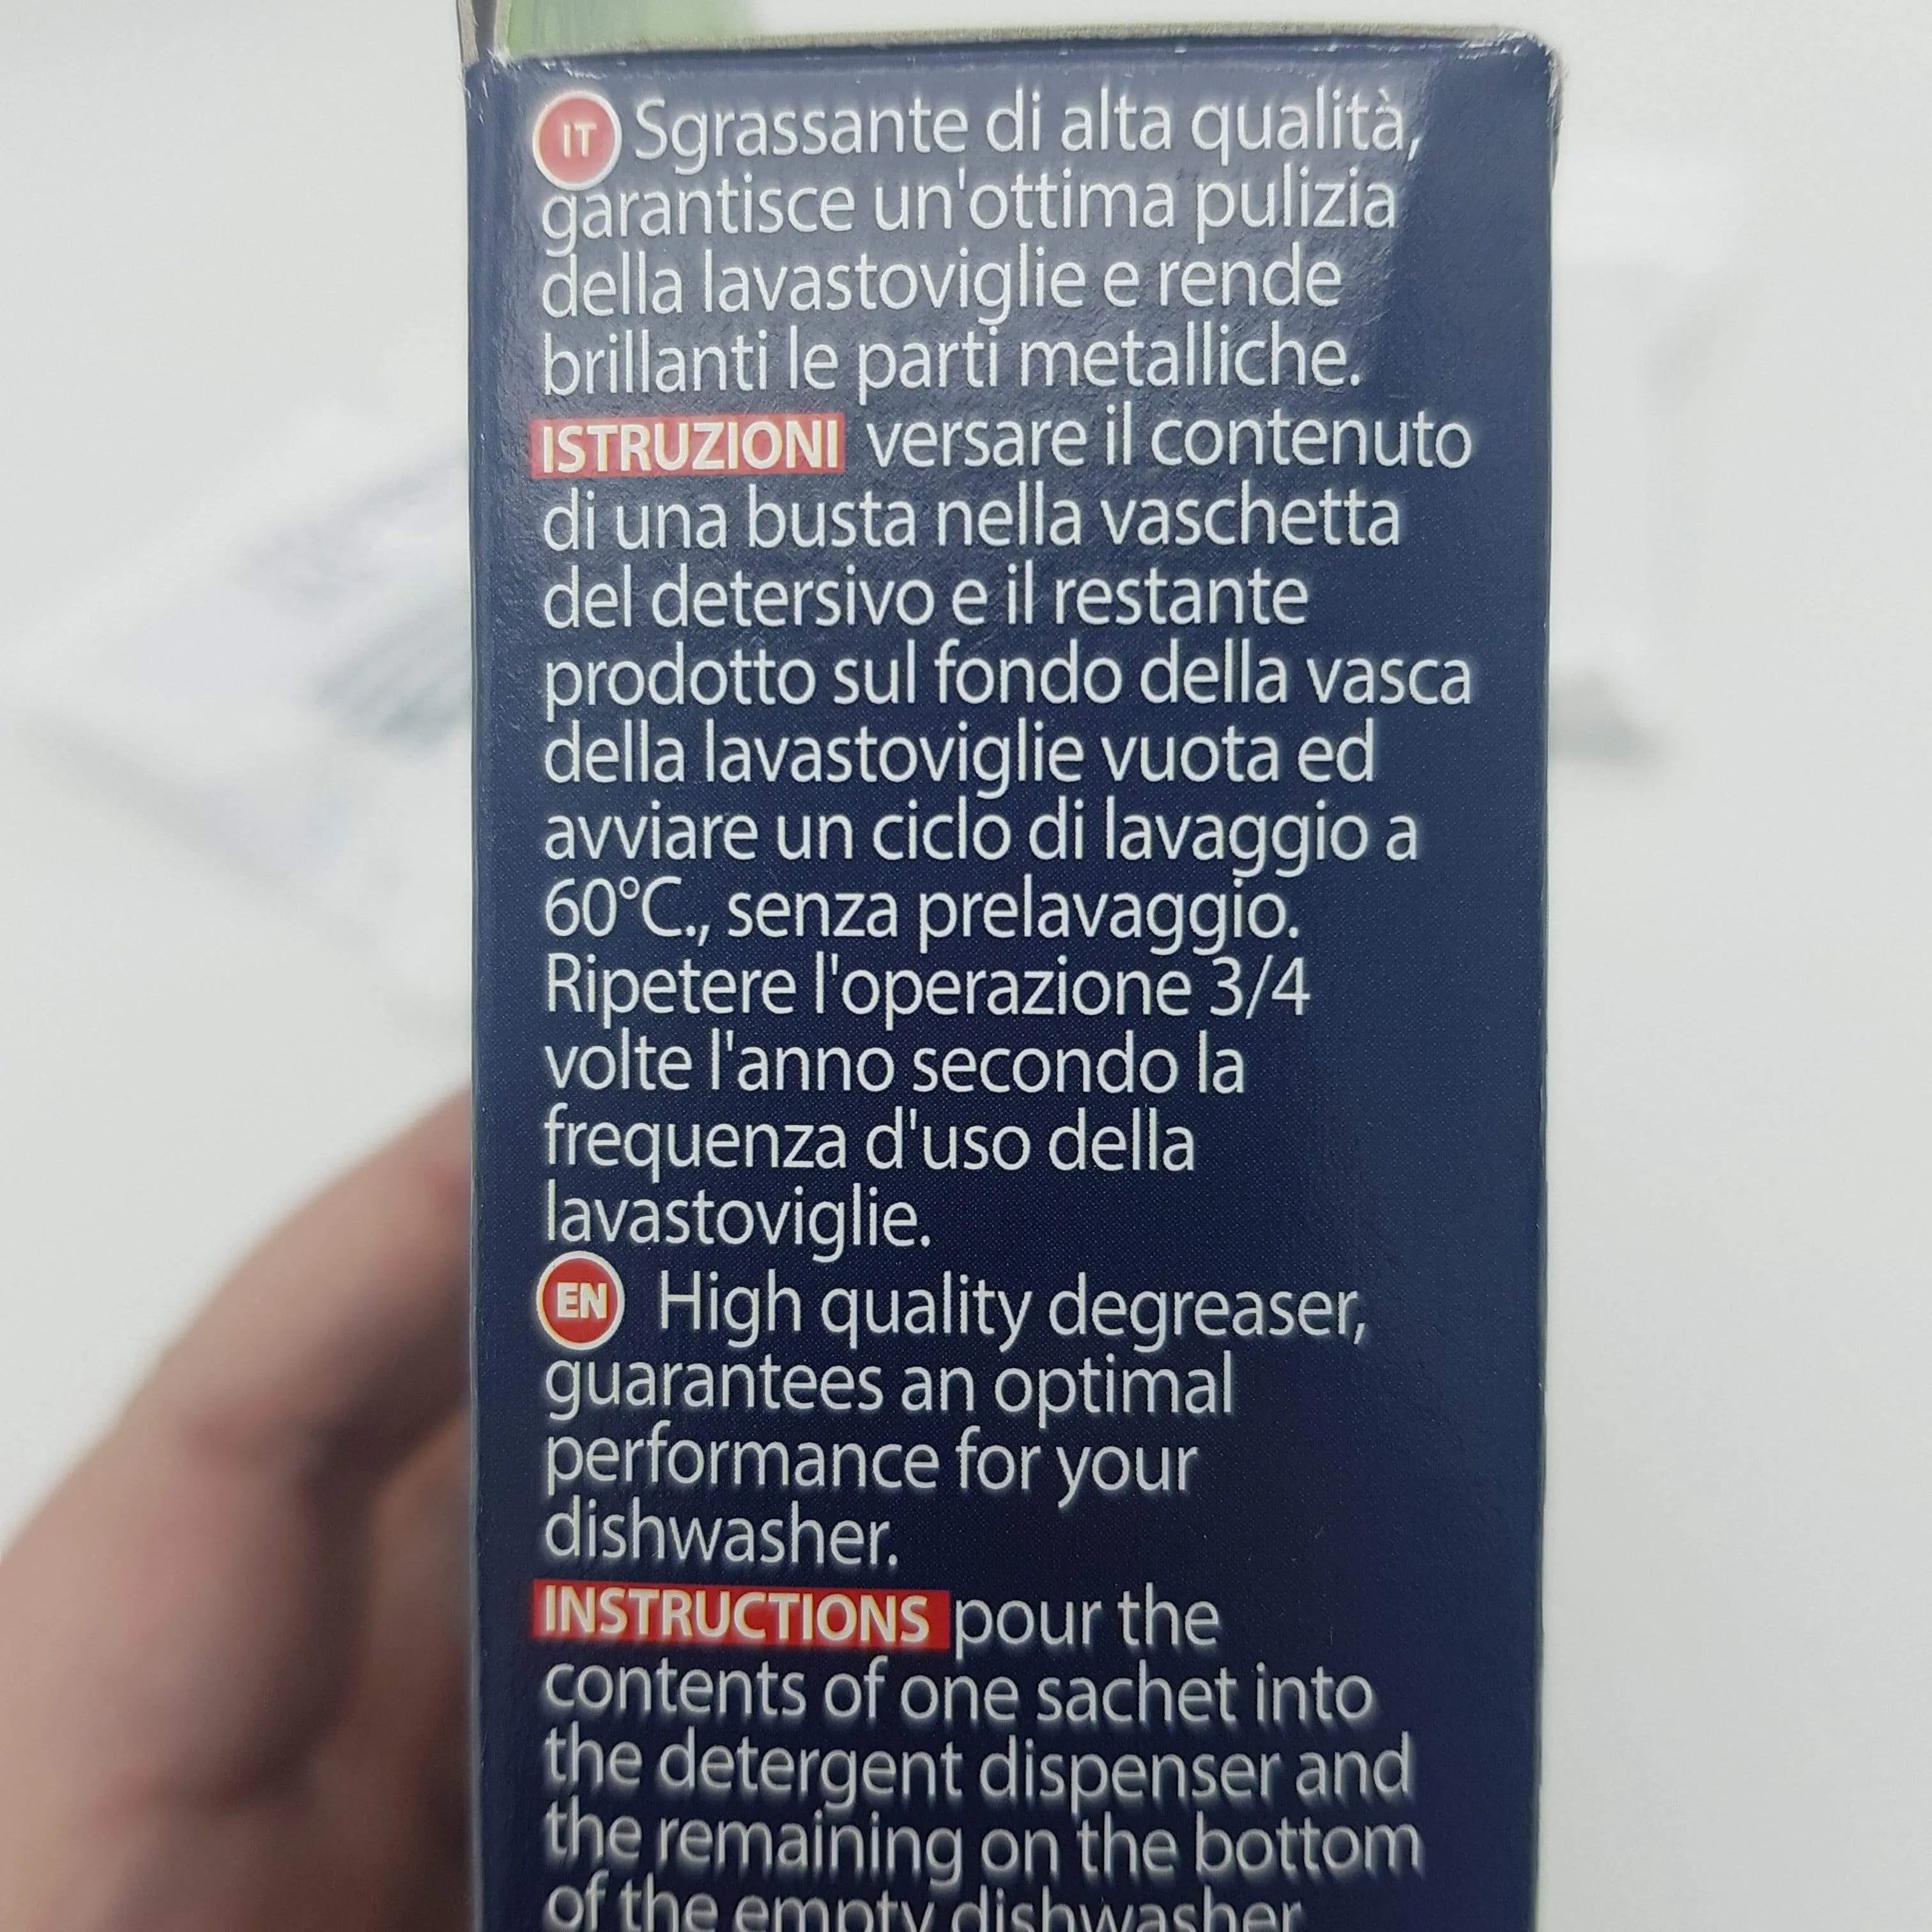 IT Sgrassante di alta qualità,
garantisce un'ottima pulizia
della lavastoviglie e rende
brillanti le parti metalliche.
ISTRUZIONI versare il contenuto
di una busta nella vaschetta
del detersivo e il restante
prodotto sul fondo della vasca
della lavastoviglie vuota ed
avviare un ciclo di lavaggio a
60°C., senza prelavaggio.
Ripetere l'operazione 3/4
volte l'anno secondo la
frequenza d'uso della
lavastoviglie.
EN High quality degreaser,
guarantees an optimal
performance for your
dishwasher.
INSTRUCTIONS pour the
contents of one sachet into
the detergent dispenser and
the remaining on the bottom
of the empty dishwasher